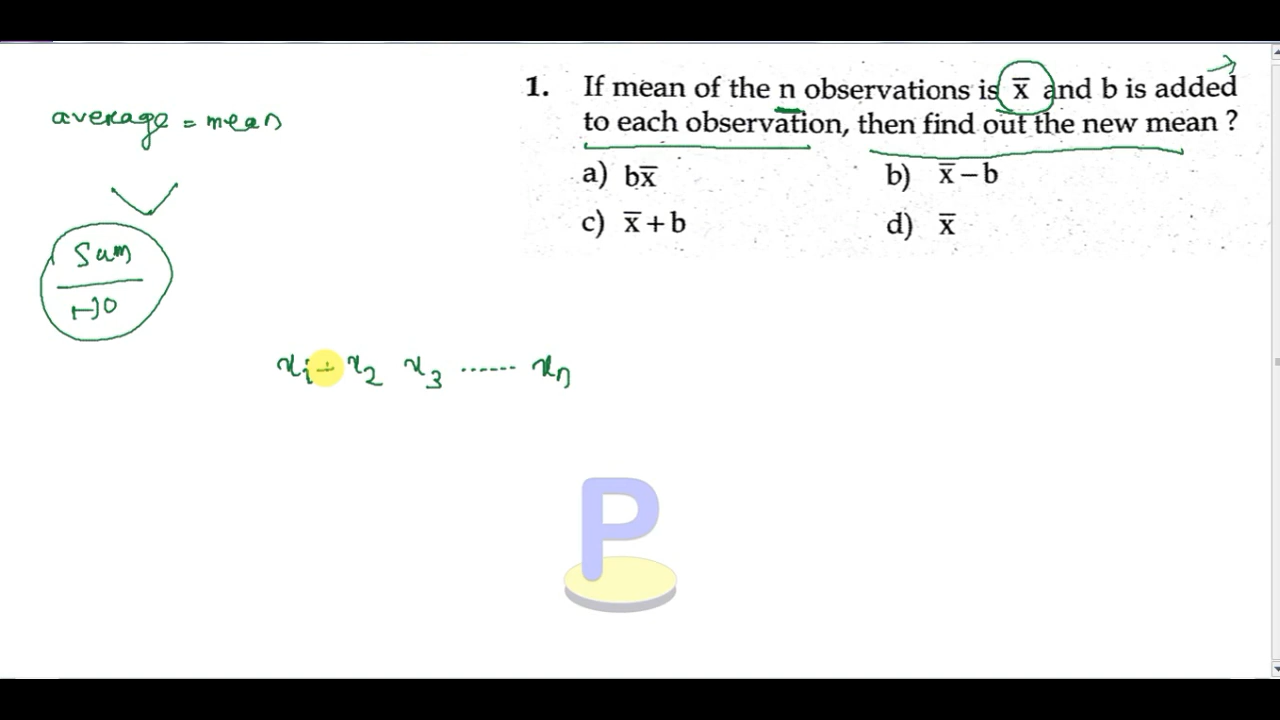 1. If mean of the n observations is x̅ and b is added
to each observation, then find out the new mean ?
a) bx̅
b) x̅ – b
c) x̅ + b
d) x̅
average = mean
Sum
x₁ + x₂ x₃ ...... xₙ
P